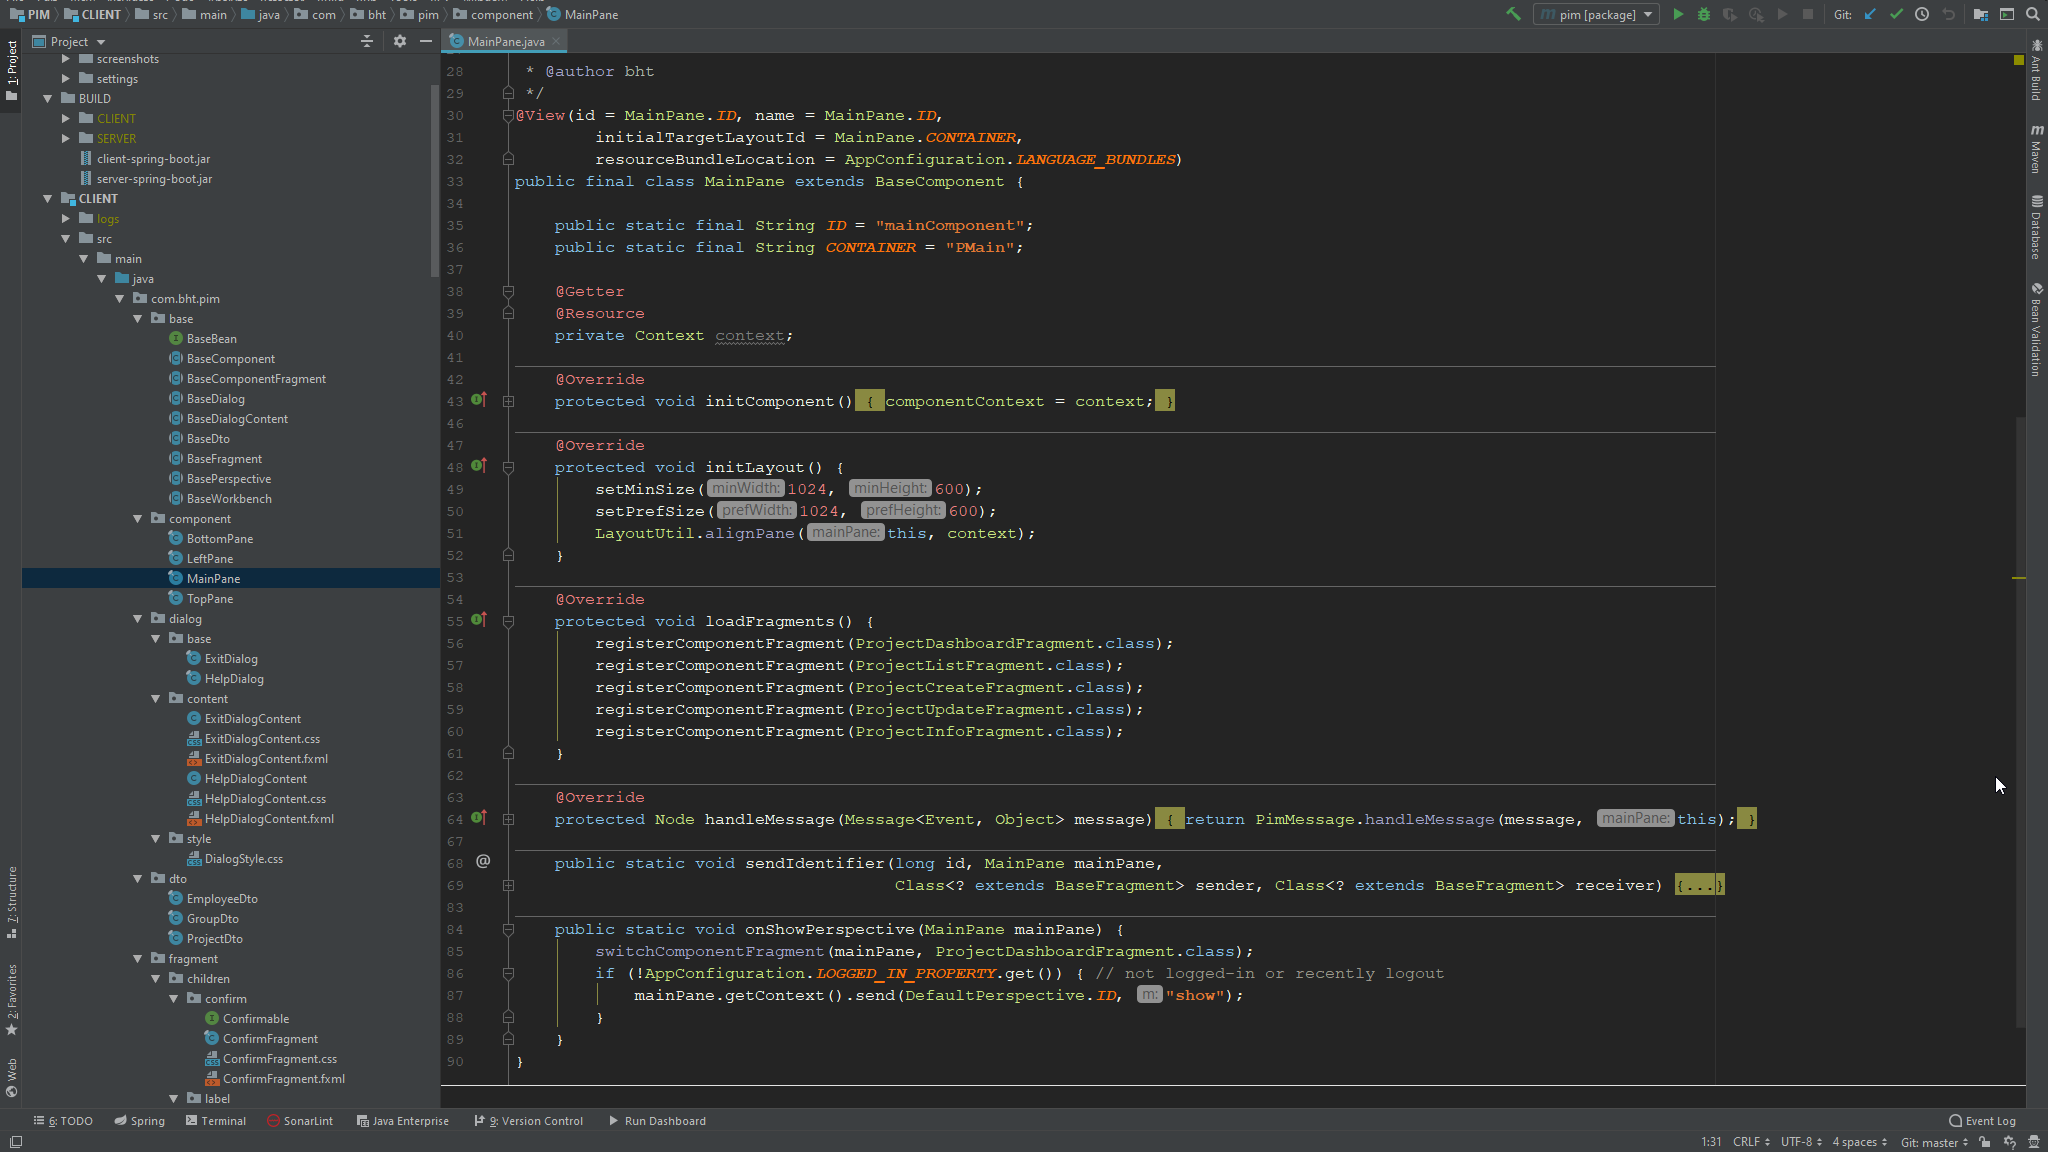 PIM CLIENT src main java com bht pim component MainPane
pim [package] Git:
1: Project
Project
MainPane.java
screenshots
settings
BUILD
CLIENT
SERVER
client-spring-boot.jar
server-spring-boot.jar
CLIENT
logs
src
main
java
com.bht.pim
base
BaseBean
BaseComponent
BaseComponentFragment
BaseDialog
BaseDialogContent
BaseDto
BaseFragment
BasePerspective
BaseWorkbench
component
BottomPane
LeftPane
MainPane
TopPane
dialog
base
ExitDialog
HelpDialog
content
ExitDialogContent
ExitDialogContent.css
ExitDialogContent.fxml
HelpDialogContent
HelpDialogContent.css
HelpDialogContent.fxml
style
DialogStyle.css
dto
EmployeeDto
GroupDto
ProjectDto
fragment
children
confirm
Confirmable
ConfirmFragment
ConfirmFragment.css
ConfirmFragment.fxml
label
7: Structure
2: Favorites
Web
28 * @author bht
29 */
30 @View(id = MainPane.ID, name = MainPane.ID,
31 initialTargetLayoutId = MainPane.CONTAINER,
32 resourceBundleLocation = AppConfiguration.LANGUAGE_BUNDLES)
33 public final class MainPane extends BaseComponent {
34
35 public static final String ID = "mainComponent";
36 public static final String CONTAINER = "PMain";
37
38 @Getter
39 @Resource
40 private Context context;
41
42 @Override
43 protected void initComponent() { componentContext = context; }
46
47 @Override
48 protected void initLayout() {
49 setMinSize( minWidth: 1024, minHeight: 600);
50 setPrefSize( prefWidth: 1024, prefHeight: 600);
51 LayoutUtil.alignPane( mainPane: this, context);
52 }
53
54 @Override
55 protected void loadFragments() {
56 registerComponentFragment(ProjectDashboardFragment.class);
57 registerComponentFragment(ProjectListFragment.class);
58 registerComponentFragment(ProjectCreateFragment.class);
59 registerComponentFragment(ProjectUpdateFragment.class);
60 registerComponentFragment(ProjectInfoFragment.class);
61 }
62
63 @Override
64 protected Node handleMessage(Message<Event, Object> message) { return PimMessage.handleMessage(message, mainPane: this); }
67
68 @ public static void sendIdentifier(long id, MainPane mainPane,
69 Class<? extends BaseFragment> sender, Class<? extends BaseFragment> receiver) {...}
83
84 public static void onShowPerspective(MainPane mainPane) {
85 switchComponentFragment(mainPane, ProjectDashboardFragment.class);
86 if (!AppConfiguration.LOGGED_IN_PROPERTY.get()) { // not logged-in or recently logout
87 mainPane.getContext().send(DefaultPerspective.ID, m: "show");
88 }
89 }
90 }
Ant Build
Maven
Database
Bean Validation
6: TODO Spring Terminal SonarLint Java Enterprise 9: Version Control Run Dashboard Event Log
1:31 CRLF UTF-8 4 spaces Git: master